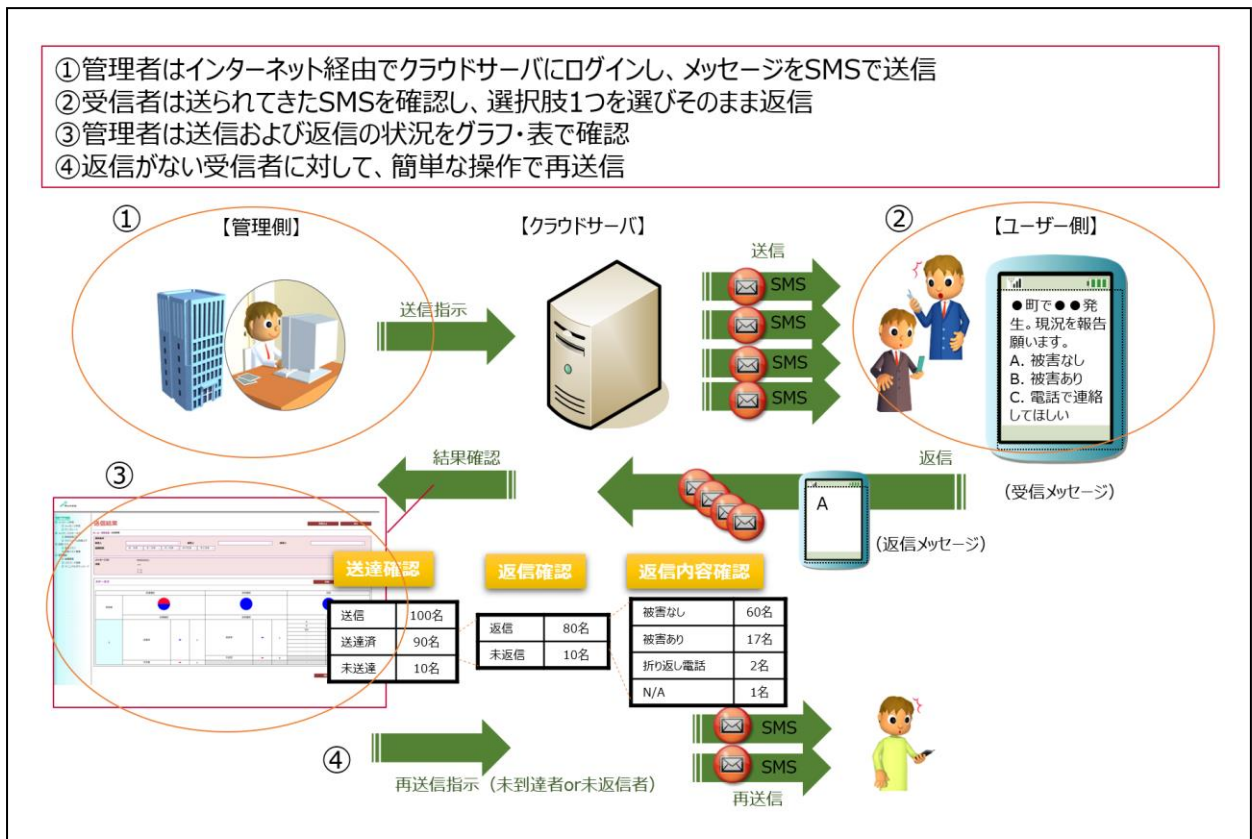 ①管理者はインターネット経由でクラウドサーバにログインし、メッセージをSMSで送信
②受信者は送られてきたSMSを確認し、選択肢1つを選びそのまま返信
③管理者は送信および返信の状況をグラフ・表で確認
④返信がない受信者に対して、簡単な操作で再送信
①
【管理側】
【クラウドサーバ】
②
【ユーザー側】
送信
送信指示
SMS
SMS
SMS
SMS
●町で●●発
生。現況を報告
願います。
A. 被害なし
B. 被害あり
C. 電話で連絡
してほしい
(受信メッセージ)
③
結果確認
返信
A
(返信メッセージ)
返信結果
送達確認
送信 100名
送達済 90名
未送達 10名
返信確認
返信 80名
未返信 10名
返信内容確認
被害なし 60名
被害あり 17名
折り返し電話 2名
N/A 1名
④
再送信指示(未到達者or未返信者)
SMS
SMS
再送信